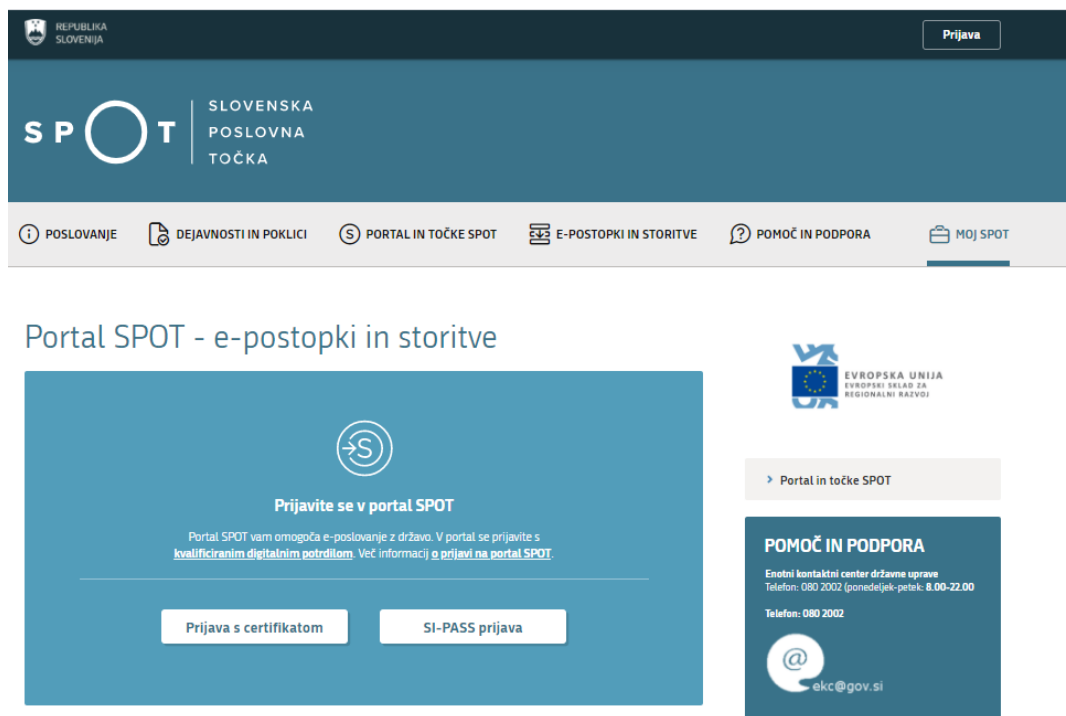 REPUBLIKA
SLOVENIJA
Prijava
SPOT
SLOVENSKA
POSLOVNA
TOČKA
POSLOVANJE
DEJAVNOSTI IN POKLICI
PORTAL IN TOČKE SPOT
E-POSTOPKI IN STORITVE
POMOČ IN PODPORA
MOJ SPOT
Portal SPOT - e-postopki in storitve
S
Prijavite se v portal SPOT
Portal SPOT vam omogoča e-poslovanje z državo. V portal se prijavite s
kvalificiranim digitalnim potrdilom. Več informacij o prijavi na portal SPOT.
Prijava s certifikatom
SI-PASS prijava
EVROPSKA UNIJA
EVROPSKI SKLAD ZA
REGIONALNI RAZVOJ
Portal in točke SPOT
POMOČ IN PODPORA
Enotni kontaktni center državne uprave
Telefon: 080 2002 (ponedeljek-petek: 8.00-22.00
Telefon: 080 2002
@
ekc@gov.si